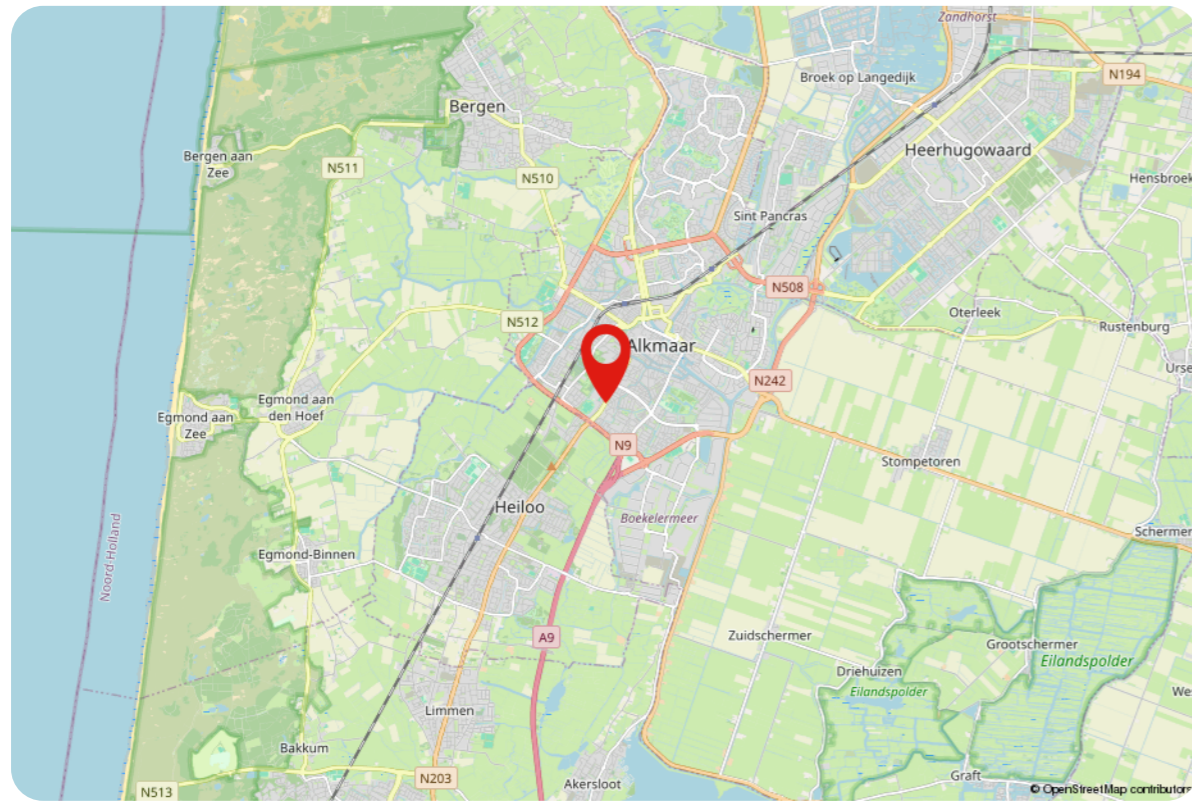 Zandhorst
N194
Broek op Langedijk
Bergen
Heerhugowaard
Bergen aan
Zee
N511
N510
Hensbroek
Sint Pancras
N508
Oterleek
N512
Rustenburg
Alkmaar
Urse
N242
Egmond aan
den Hoef
Egmond aan
Zee
N9
Stompetoren
Heiloo
Boekelermeer
Schermer
Noord-Holland
Egmond-Binnen
A9
Zuidschermer
Grootschermer
Eilandspolder
Driehuizen
Eilandspolder
We
Limmen
Bakkum
N203
Graft
Akersloot
N513
© OpenStreetMap contributors